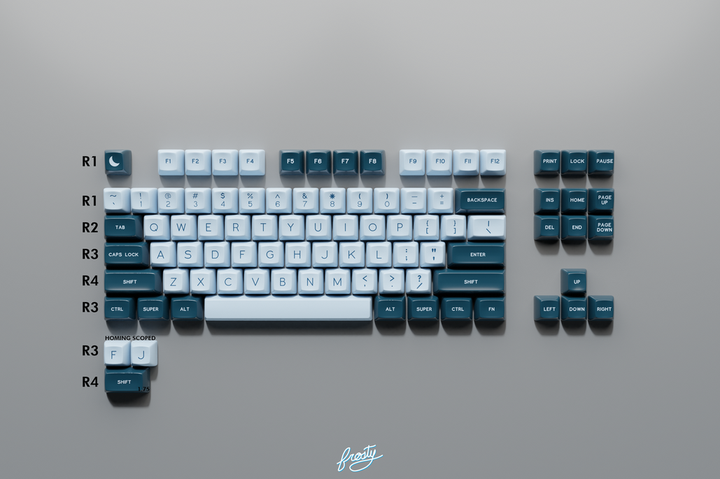 R1 F1 F2 F3 F4 F5 F6 F7 F8 F9 F10 F11 F12 PRINT LOCK PAUSE
R1 ~ ! 1 @ 2 # 3 $ 4 % 5 ^ 6 & 7 8 ( 9 ) 0 — - + = BACKSPACE INS HOME PAGE UP
R2 TAB Q W E R T Y U I O P { [ } ] | \ DEL END PAGE DOWN
R3 CAPS LOCK A S D F G H J K L : ; " ' ENTER
R4 SHIFT Z X C V B N M < , > . ? / SHIFT UP
R3 CTRL SUPER ALT ALT SUPER CTRL FN LEFT DOWN RIGHT
HOMING SCOPED
R3 F J
R4 SHIFT
frosty